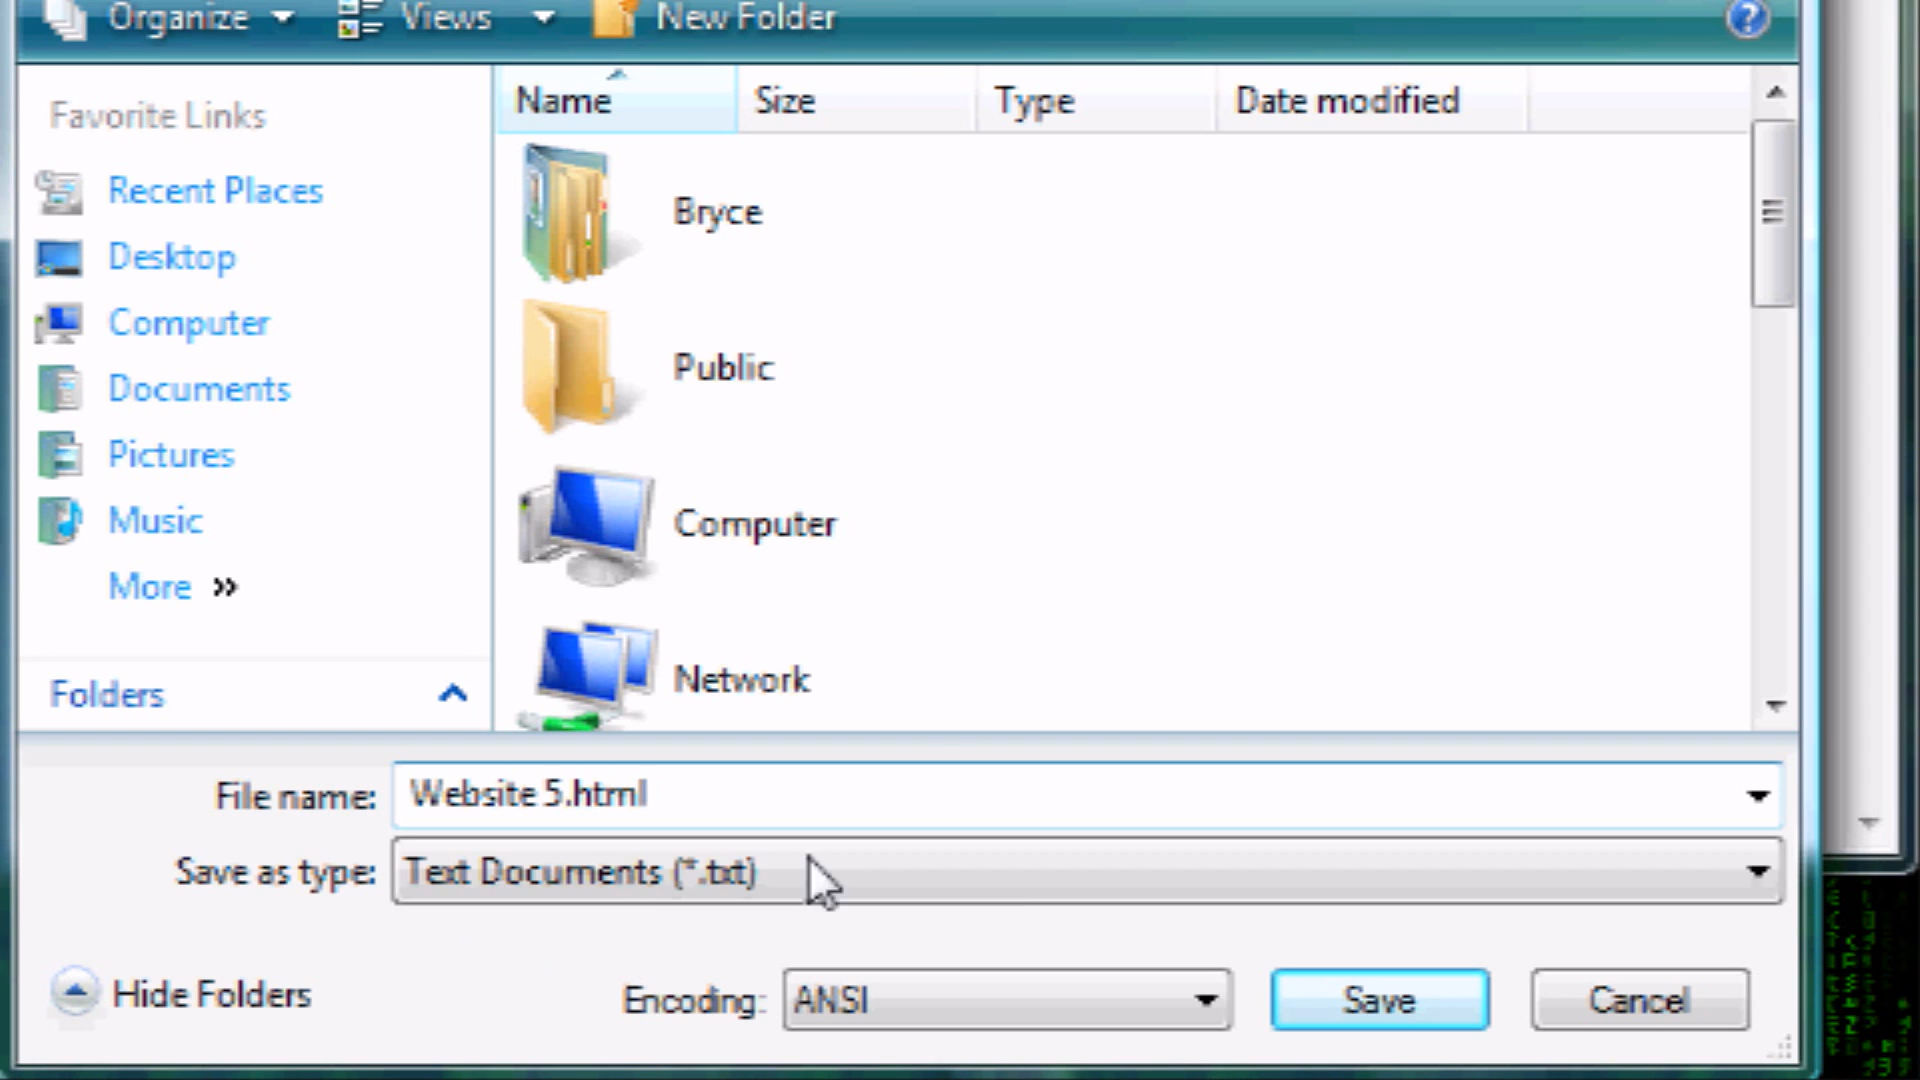 Organize Views New Folder
Favorite Links
Name Size Type Date modified
Recent Places
Desktop
Computer
Documents
Pictures
Music
More »
Folders
Bryce
Public
Computer
Network
File name: Website 5.html
Save as type: Text Documents (*.txt)
Hide Folders
Encoding: ANSI
Save
Cancel